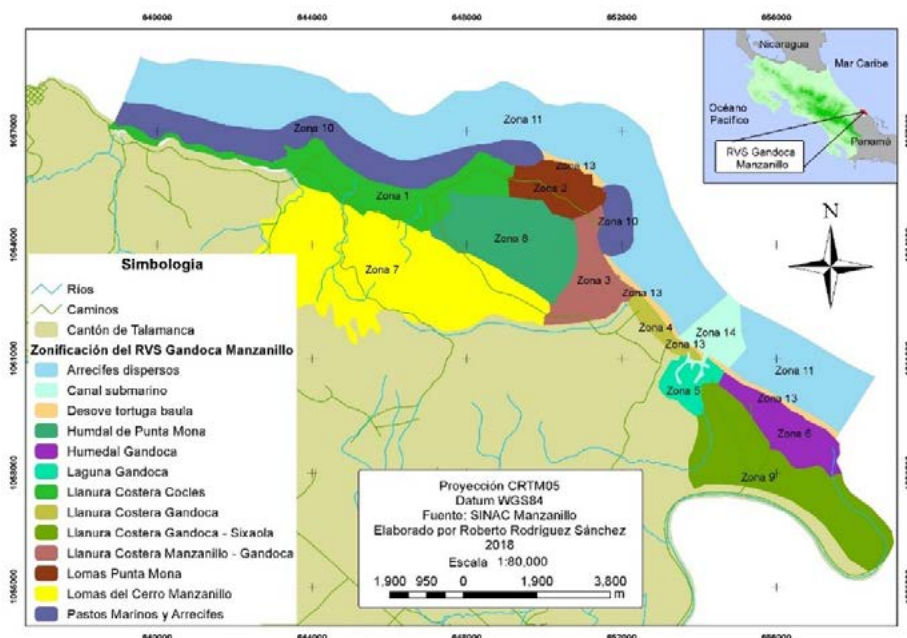 640000 644000 648000 652000 656000
Nicaragua
Mar Caribe
Océano
Pacífico
Panamá
RVS Gandoca
Manzanillo
Zona 11
Zona 10
Zona 13
Zona 2
Zona 1
Zona 10
Zona 8
N
Zona 7
Zona 3
Zona 13
Zona 4
Zona 14
Zona 13
Zona 11
Zona 5
Zona 13
Zona 6
Zona 9
Simbología
Ríos
Caminos
Cantón de Talamanca
Zonificación del RVS Gandoca Manzanillo
Arrecifes dispersos
Canal submarino
Desove tortuga baula
Humdal de Punta Mona
Humedal Gandoca
Laguna Gandoca
Llanura Costera Cocles
Llanura Costera Gandoca
Llanura Costera Gandoca - Sixaola
Llanura Costera Manzanillo - Gandoca
Lomas Punta Mona
Lomas del Cerro Manzanillo
Pastos Marinos y Arrecifes
Proyección CRTM05
Datum WGS84
Fuente: SINAC Manzanillo
Elaborado por Roberto Rodríguez Sánchez
2018
Escala 1:80,000
1,900 950 0 1,900 3,800
m
640000 644000 648000 652000 656000